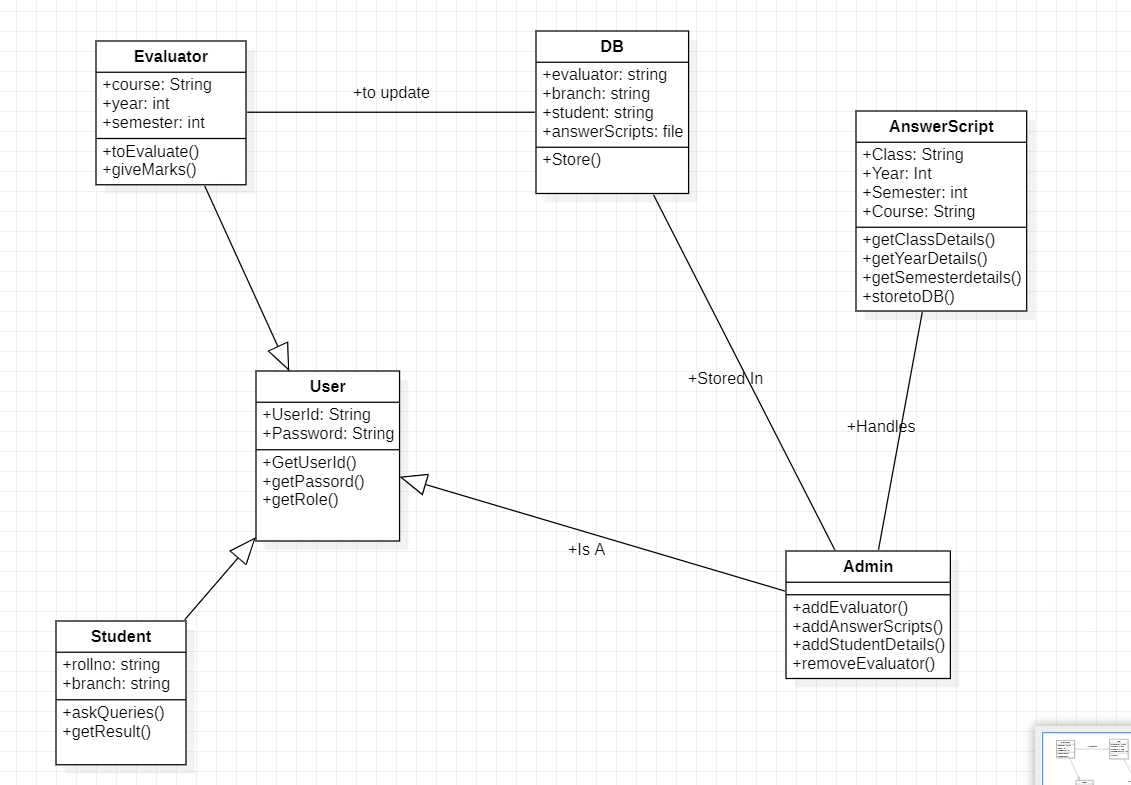 Evaluator
+course: String
+year: int
+semester: int
+toEvaluate()
+giveMarks()
+to update
DB
+evaluator: string
+branch: string
+student: string
+answerScripts: file
+Store()
AnswerScript
+Class: String
+Year: Int
+Semester: int
+Course: String
+getClassDetails()
+getYearDetails()
+getSemesterdetails()
+storetoDB()
User
+UserId: String
+Password: String
+GetUserId()
+getPassord()
+getRole()
+Stored In
+Handles
+Is A
Admin
+addEvaluator()
+addAnswerScripts()
+addStudentDetails()
+removeEvaluator()
Student
+rollno: string
+branch: string
+askQueries()
+getResult()